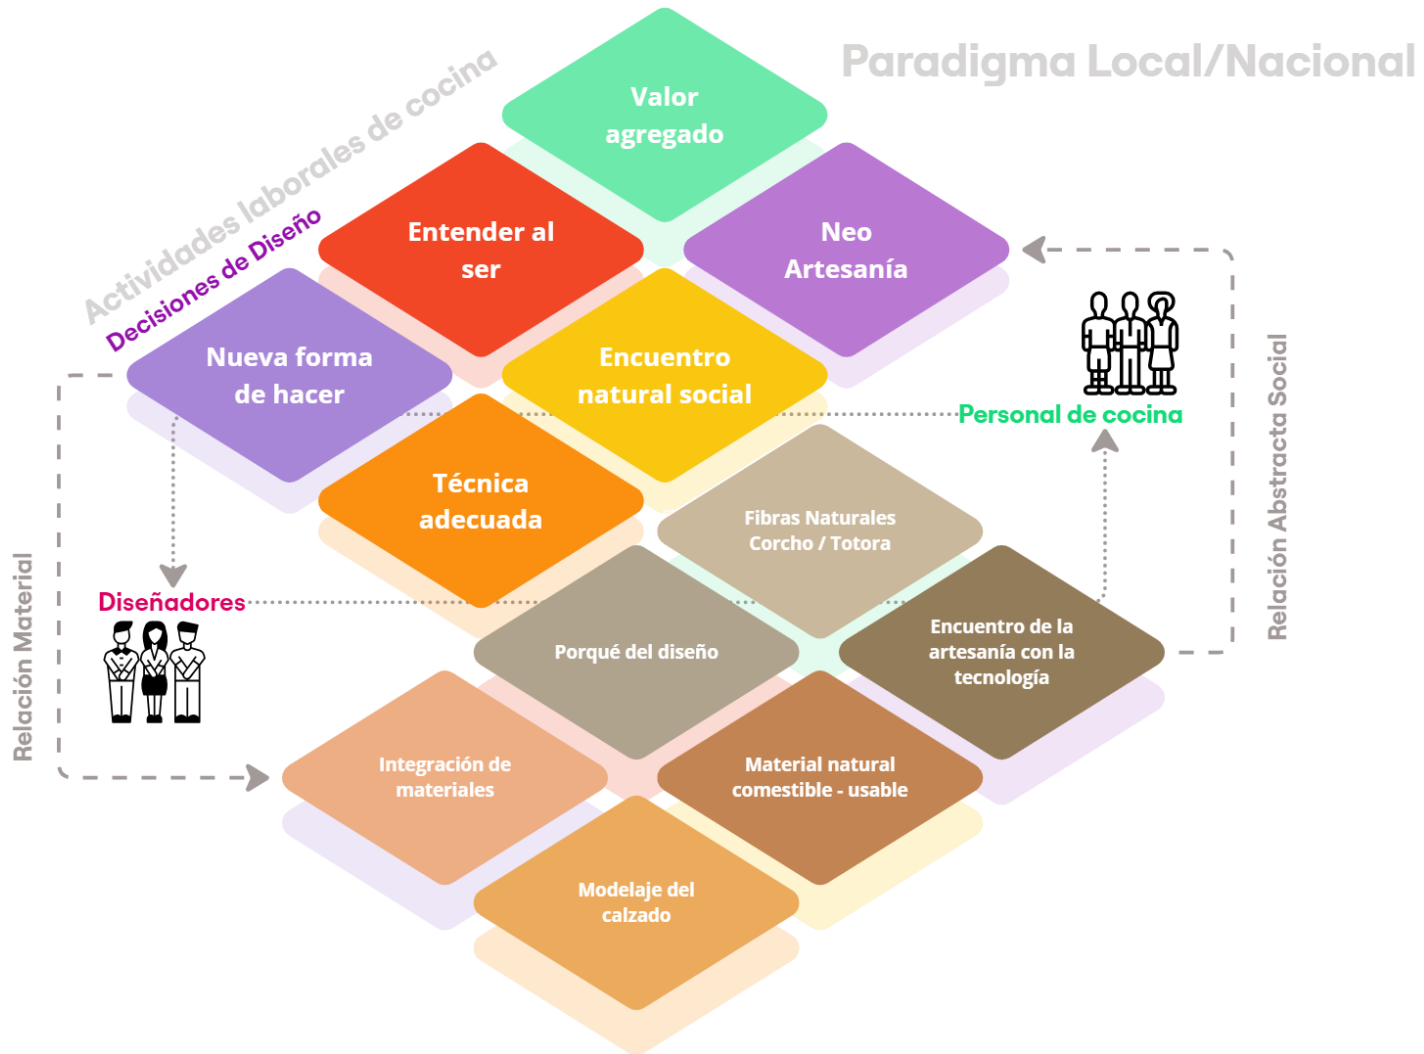 Paradigma Local/Nacional
Actividades laborales de cocina
Decisiones de Diseño
Valor
agregado
Entender al
ser
Neo
Artesanía
Nueva forma
de hacer
Encuentro
natural social
Personal de cocina
Técnica
adecuada
Fibras Naturales
Corcho / Totora
Relación Abstracta Social
Diseñadores
Relación Material
Porqué del diseño
Encuentro de la
artesanía con la
tecnología
Integración de
materiales
Material natural
comestible - usable
Modelaje del
calzado